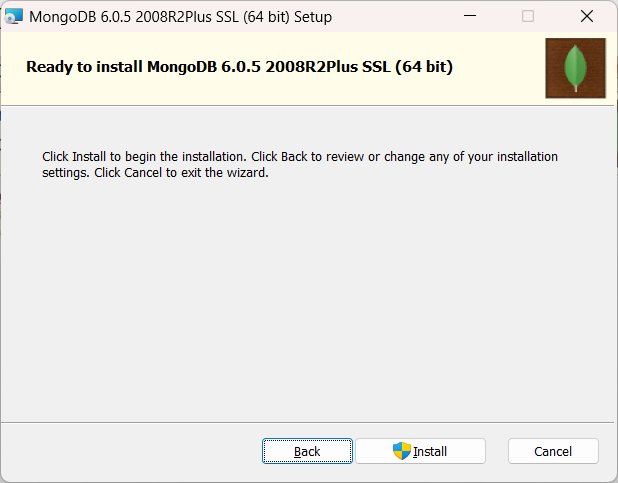 MongoDB 6.0.5 2008R2Plus SSL (64 bit) Setup
Ready to install MongoDB 6.0.5 2008R2Plus SSL (64 bit)
Click Install to begin the installation. Click Back to review or change any of your installation
settings. Click Cancel to exit the wizard.
Back Install Cancel